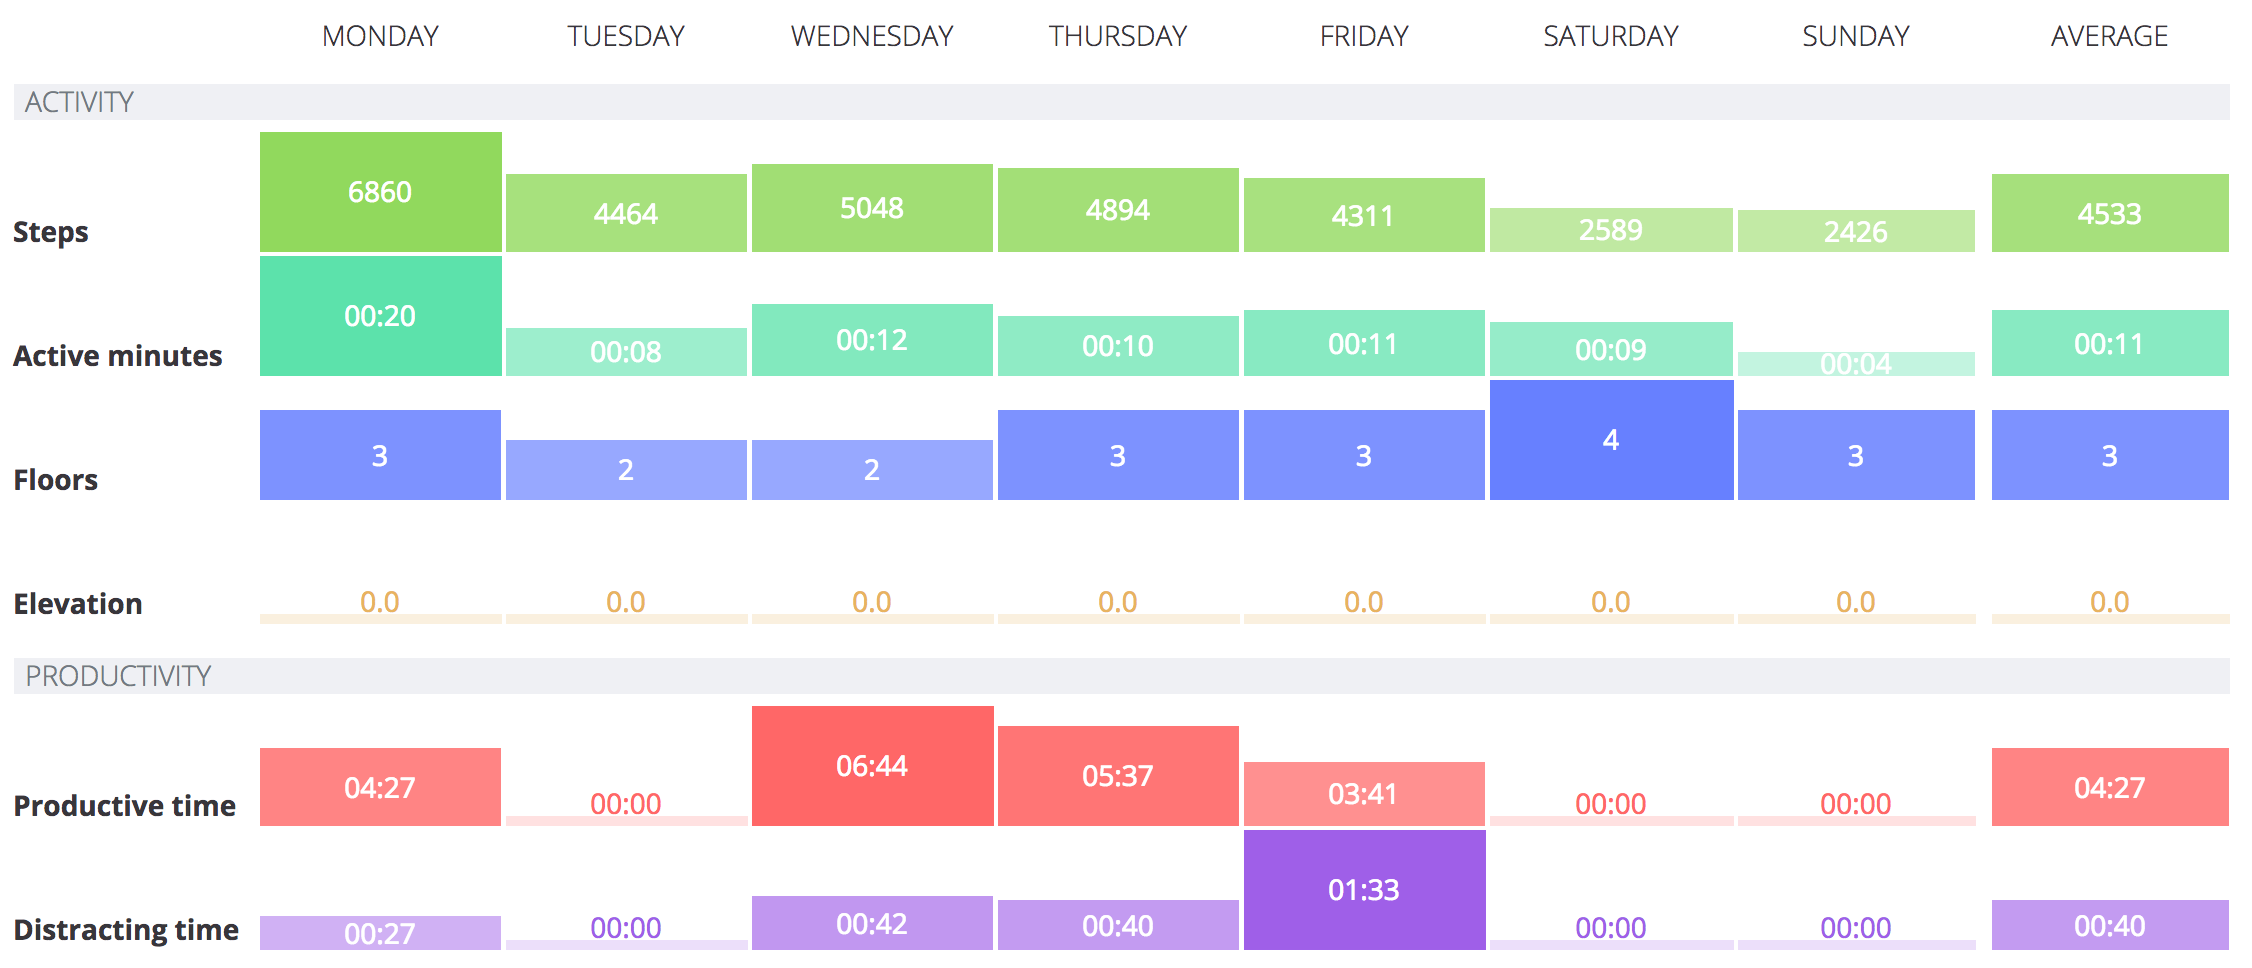 MONDAY TUESDAY WEDNESDAY THURSDAY FRIDAY SATURDAY SUNDAY AVERAGE
ACTIVITY
Steps 6860 4464 5048 4894 4311 2589 2426 4533
Active minutes 00:20 00:08 00:12 00:10 00:11 00:09 00:04 00:11
Floors 3 2 2 3 3 4 3 3
Elevation 0.0 0.0 0.0 0.0 0.0 0.0 0.0 0.0
PRODUCTIVITY
Productive time 04:27 00:00 06:44 05:37 03:41 00:00 00:00 04:27
Distracting time 00:27 00:00 00:42 00:40 01:33 00:00 00:00 00:40